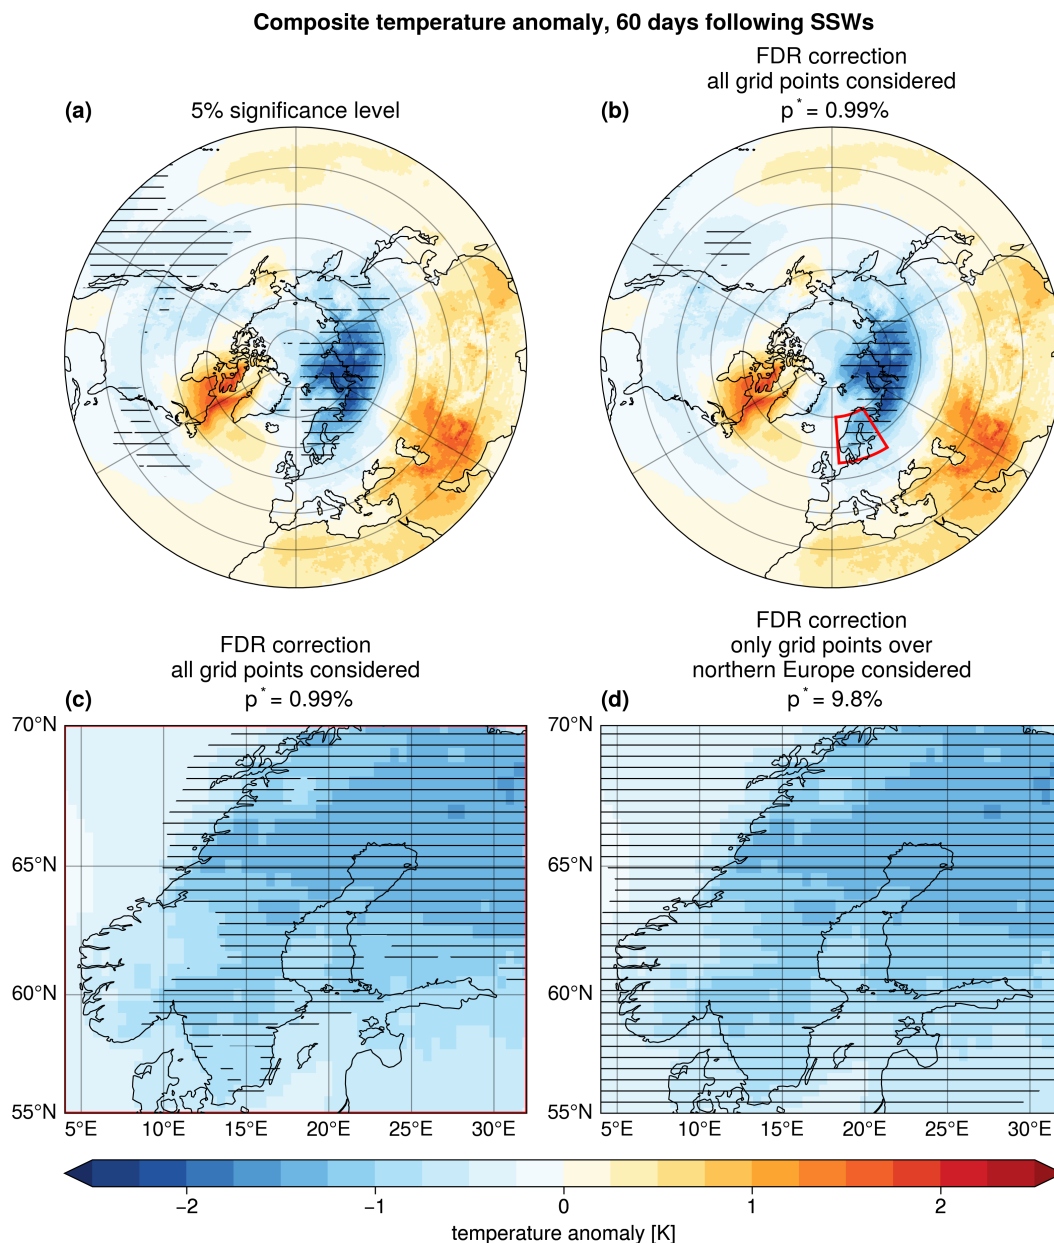 Composite temperature anomaly, 60 days following SSWs
(a)
5% significance level
(b)
FDR correction
all grid points considered
p* = 0.99%
(c)
FDR correction
all grid points considered
p* = 0.99%
(d)
FDR correction
only grid points over
northern Europe considered
p* = 9.8%
70°N
65°N
60°N
55°N
5°E 10°E 15°E 20°E 25°E 30°E
70°N
65°N
60°N
55°N
5°E 10°E 15°E 20°E 25°E 30°E
−2 −1 0 1 2
temperature anomaly [K]